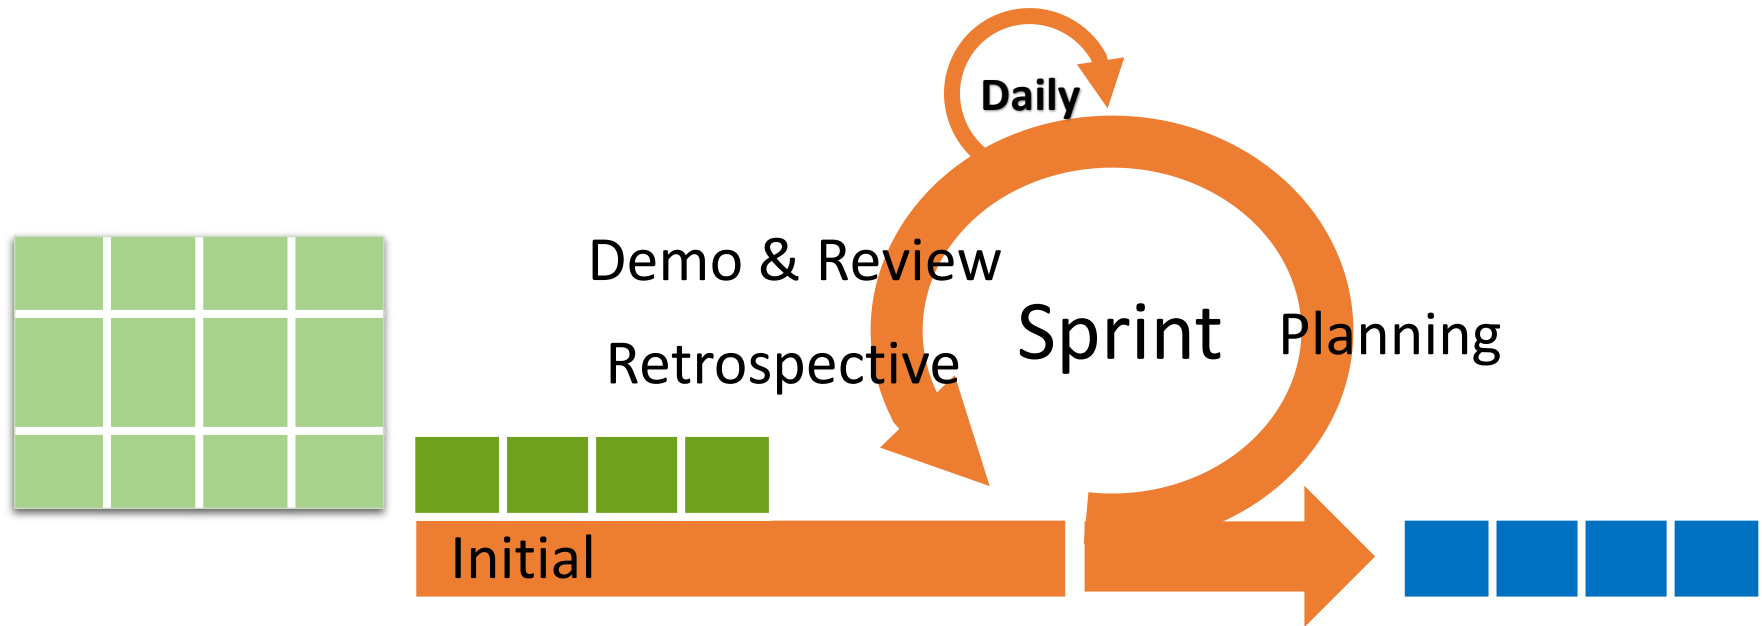 Daily
Demo & Review
Sprint
Planning
Retrospective
Initial